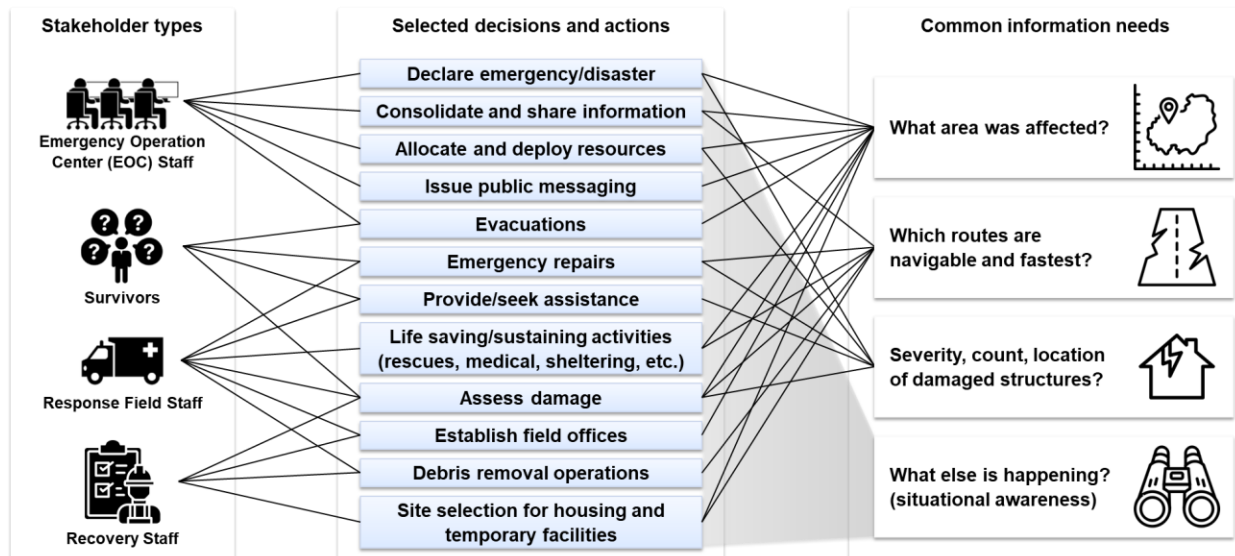 Stakeholder types
Emergency Operation
Center (EOC) Staff
? ? ? ?
Survivors
Response Field Staff
Recovery Staff
Selected decisions and actions
Declare emergency/disaster
Consolidate and share information
Allocate and deploy resources
Issue public messaging
Evacuations
Emergency repairs
Provide/seek assistance
Life saving/sustaining activities
(rescues, medical, sheltering, etc.)
Assess damage
Establish field offices
Debris removal operations
Site selection for housing and
temporary facilities
Common information needs
What area was affected?
Which routes are
navigable and fastest?
Severity, count, location
of damaged structures?
What else is happening?
(situational awareness)